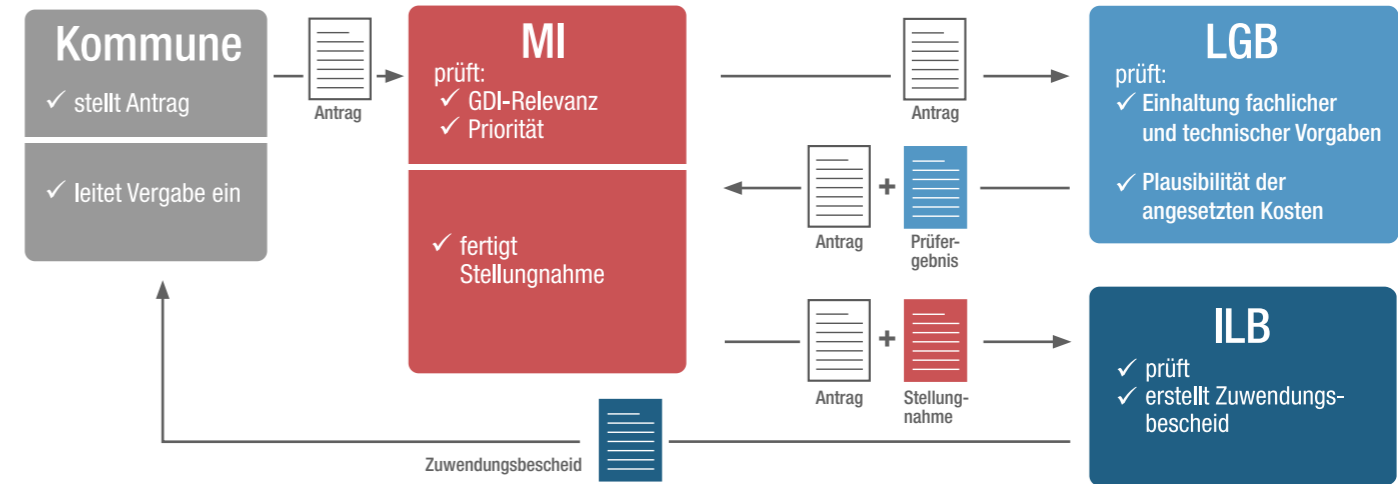 Kommune
✓ stellt Antrag
✓ leitet Vergabe ein
Antrag
MI
prüft:
✓ GDI-Relevanz
✓ Priorität
✓ fertigt
Stellungnahme
Antrag
LGB
prüft:
✓ Einhaltung fachlicher
und technischer Vorgaben
✓ Plausibilität der
angesetzten Kosten
+
Antrag
Prüfer-
gebnis
+
Antrag
Stellung-
nahme
ILB
✓ prüft
✓ erstellt Zuwendungs-
bescheid
Zuwendungsbescheid